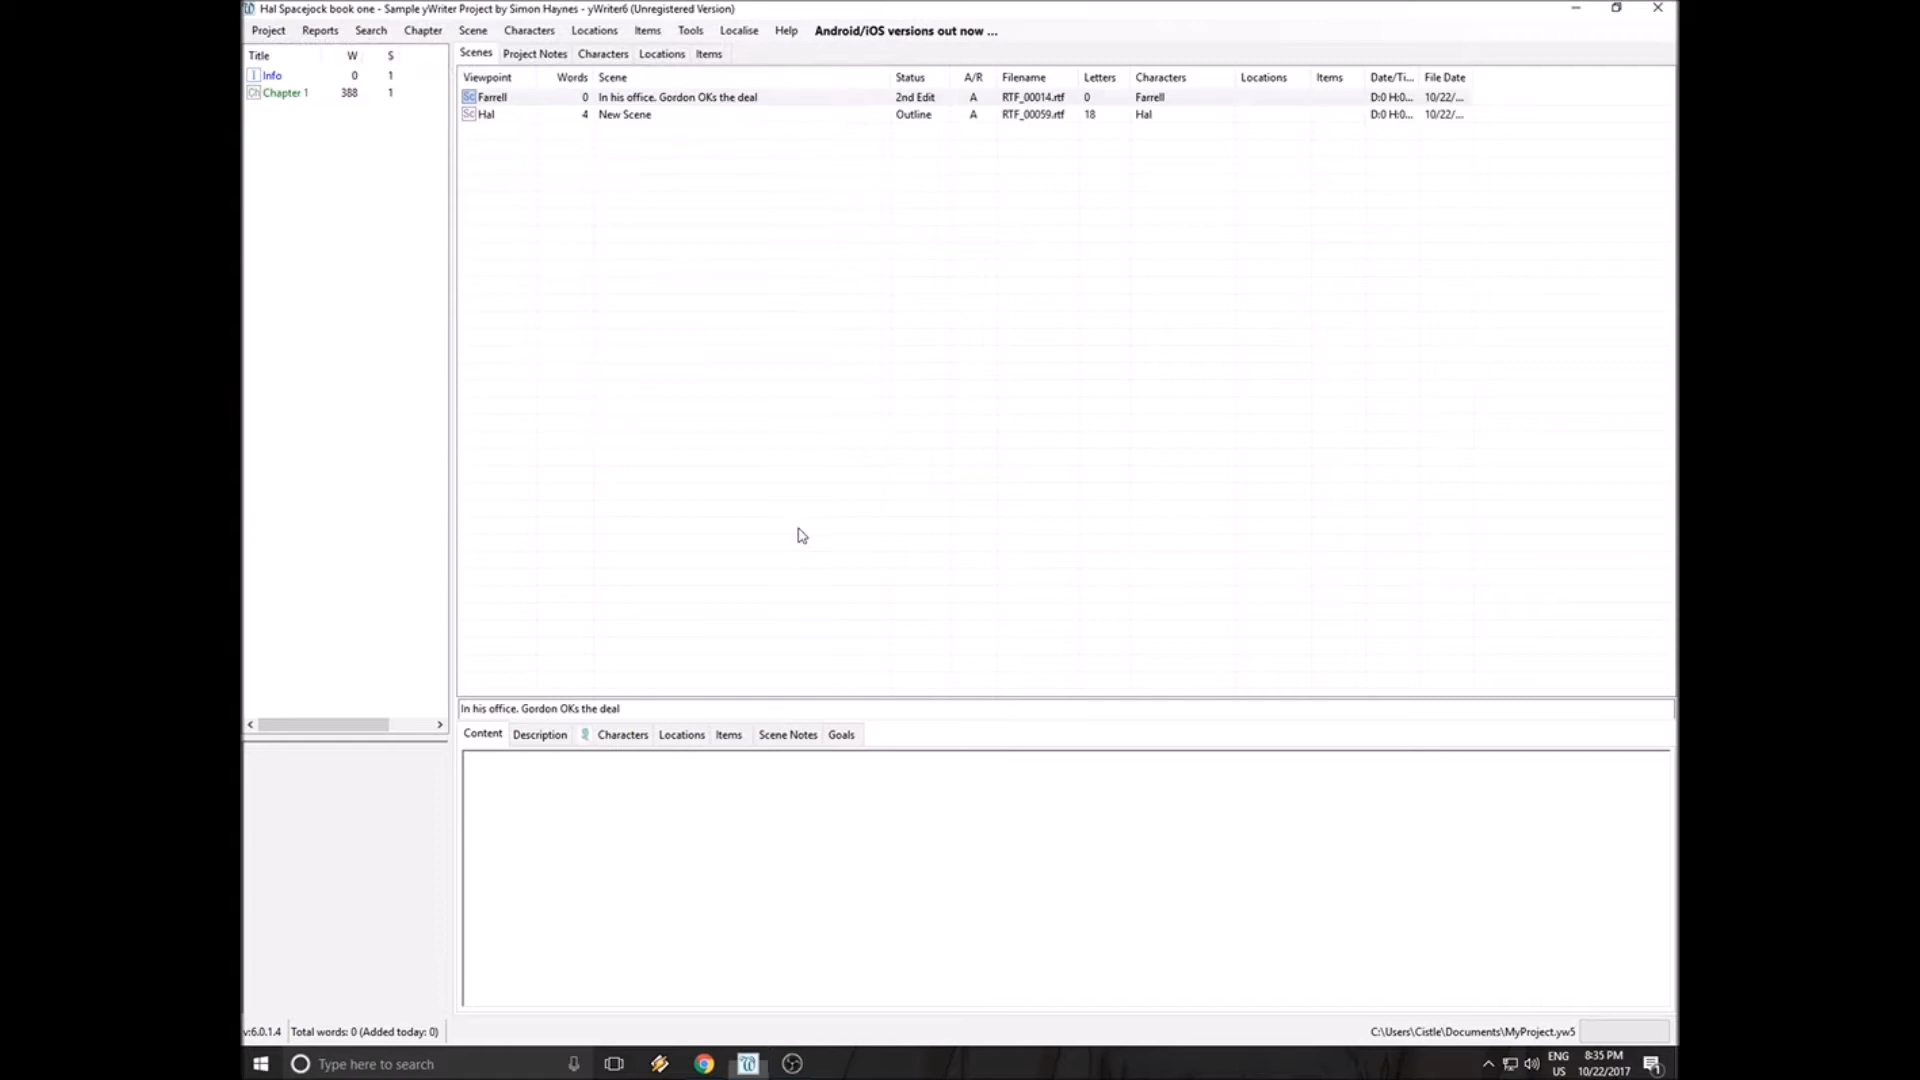 Hal Spacejock book one - Sample yWriter Project by Simon Haynes - yWriter6 (Unregistered Version)
Project Reports Search Chapter Scene Characters Locations Items Tools Localise Help Android/iOS versions out now ...
Title W S
Info 0 1
Chapter 1 388 1
Scenes Project Notes Characters Locations Items
Viewpoint Words Scene Status A/R Filename Letters Characters Locations Items Date/Ti... File Date
Sc Farrell 0 In his office. Gordon OKs the deal 2nd Edit A RTF_00014.rtf 0 Farrell D:0 H:0... 10/22/...
Sc Hal 4 New Scene Outline A RTF_00059.rtf 18 Hal D:0 H:0... 10/22/...
In his office. Gordon OKs the deal
Content Description Characters Locations Items Scene Notes Goals
v:6.0.1.4 Total words: 0 (Added today: 0) C:\Users\Cistle\Documents\MyProject.yw5
Type here to search ENG US 8:35 PM 10/22/2017 1